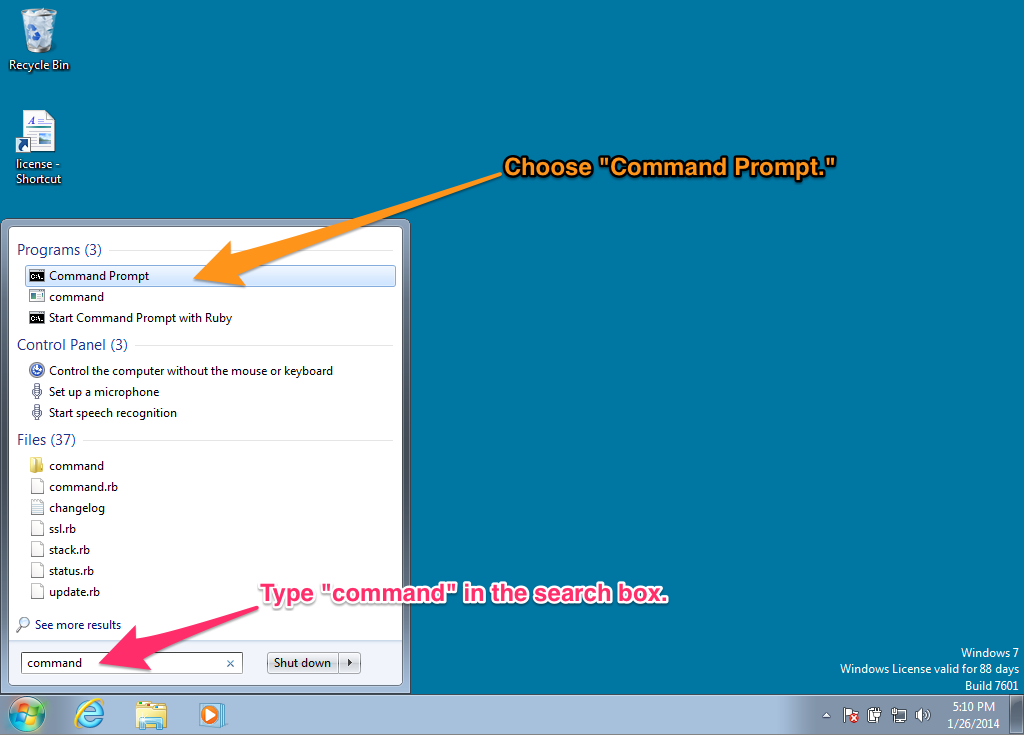 Recycle Bin
license -
Shortcut
Choose "Command Prompt."
Programs (3)
Command Prompt
command
Start Command Prompt with Ruby
Control Panel (3)
Control the computer without the mouse or keyboard
Set up a microphone
Start speech recognition
Files (37)
command
command.rb
changelog
ssl.rb
stack.rb
status.rb
update.rb
Type "command" in the search box.
See more results
command
Shut down
Windows 7
Windows License valid for 88 days
Build 7601
5:10 PM
1/26/2014